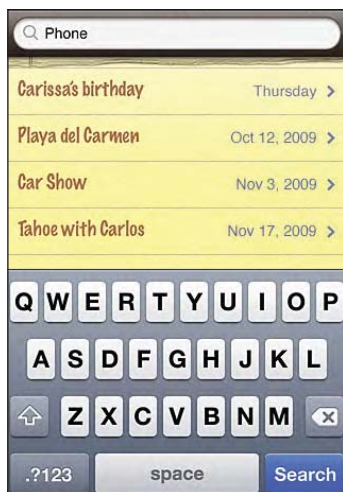 Phone
Carissa's birthday Thursday
Playa del Carmen Oct 12, 2009
Car Show Nov 3, 2009
Tahoe with Carlos Nov 17, 2009
Q W E R T Y U I O P
A S D F G H J K L
Z X C V B N M
.?123 space Search